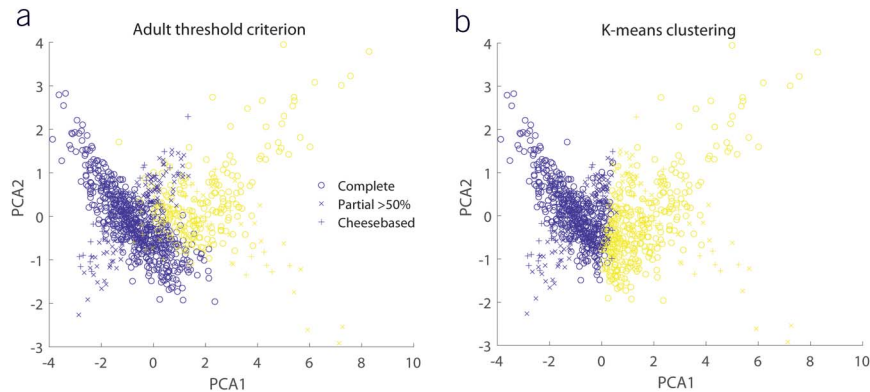 a
Adult threshold criterion
4
3
2
1
0
-1
-2
-3
PCA2
-4
-2
0
2
4
6
8
10
PCA1
Complete
Partial >50%
Cheesebased
b
K-means clustering
4
3
2
1
0
-1
-2
-3
PCA2
-4
-2
0
2
4
6
8
10
PCA1